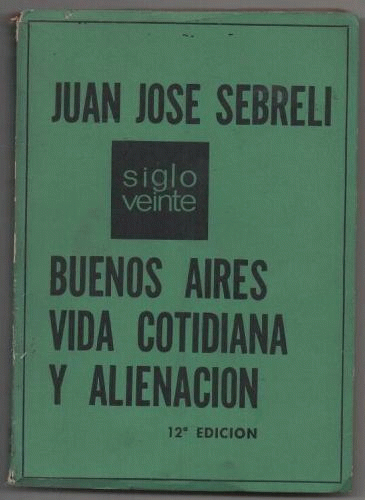 JUAN JOSE SEBRELI
siglo
veinte
BUENOS AIRES
VIDA COTIDIANA
Y ALIENACION
12ª EDICION